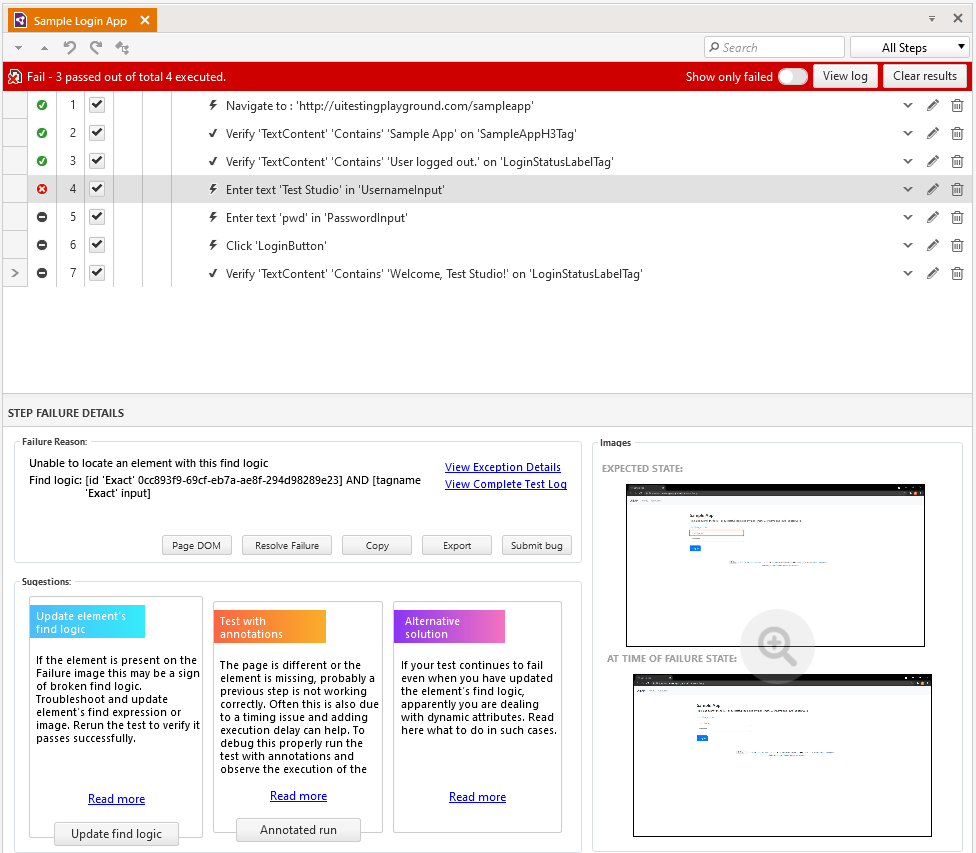 Sample Login App
Search
All Steps
Fail - 3 passed out of total 4 executed.
Show only failed
View log
Clear results
1 Navigate to : 'http://uitestingplayground.com/sampleapp'
2 Verify 'TextContent' 'Contains' 'Sample App' on 'SampleAppH3Tag'
3 Verify 'TextContent' 'Contains' 'User logged out.' on 'LoginStatusLabelTag'
4 Enter text 'Test Studio' in 'UsernameInput'
5 Enter text 'pwd' in 'PasswordInput'
6 Click 'LoginButton'
7 Verify 'TextContent' 'Contains' 'Welcome, Test Studio!' on 'LoginStatusLabelTag'
STEP FAILURE DETAILS
Failure Reason:
Unable to locate an element with this find logic
Find logic: [id 'Exact' 0cc893f9-69cf-eb7a-ae8f-294d98289e23] AND [tagname
'Exact' input]
View Exception Details
View Complete Test Log
Page DOM
Resolve Failure
Copy
Export
Submit bug
Sugestions:
Update element's
find logic
If the element is present on the
Failure image this may be a sign
of broken find logic.
Troubleshoot and update
element's find expression or
image. Rerun the test to verify it
passes successfully.
Read more
Update find logic
Test with
annotations
The page is different or the
element is missing, probably a
previous step is not working
correctly. Often this is also due
to a timing issue and adding
execution delay can help. To
debug this properly run the
test with annotations and
observe the execution of the
Read more
Annotated run
Alternative
solution
If your test continues to fail
even when you have updated
the element's find logic,
apparently you are dealing
with dynamic attributes. Read
here what to do in such cases.
Read more
Images
EXPECTED STATE:
Sample App
AT TIME OF FAILURE STATE:
Sample App